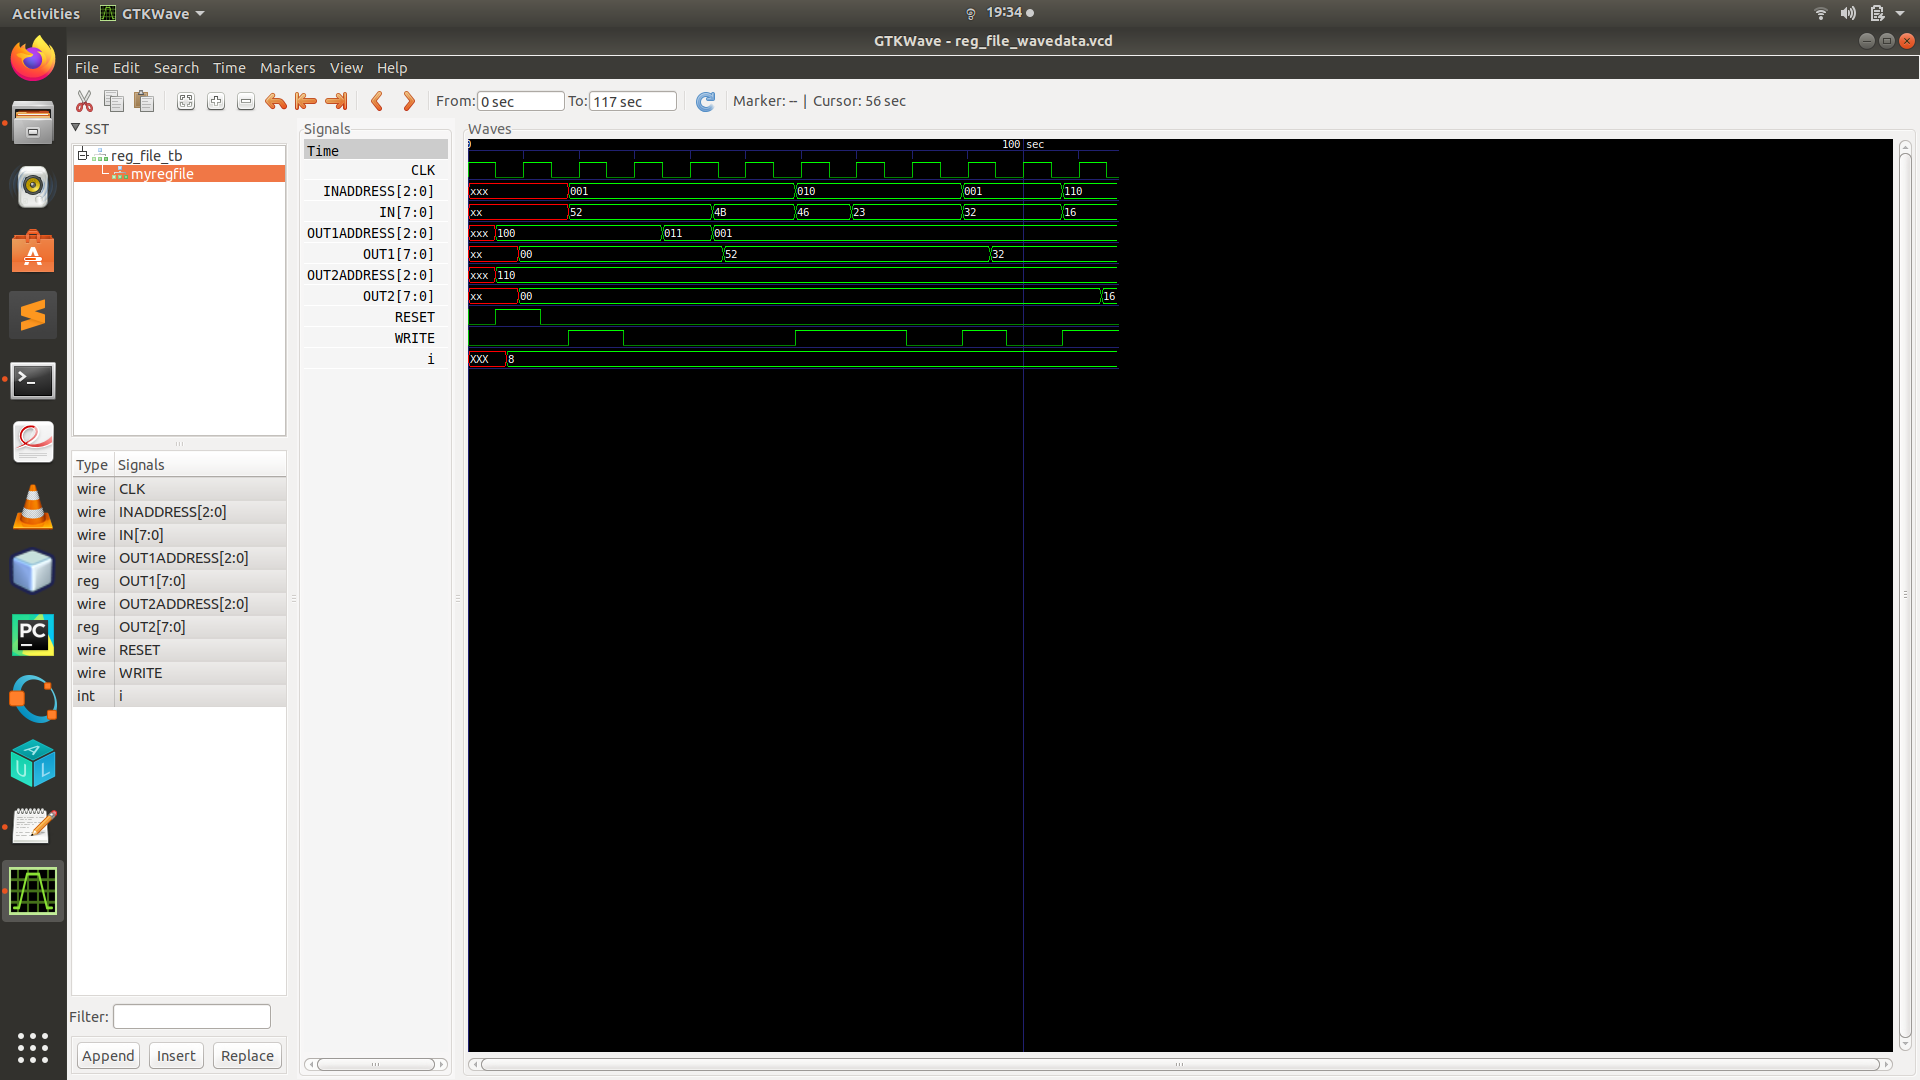 Activities GTKWave 19:34
GTKWave - reg_file_wavedata.vcd
File Edit Search Time Markers View Help
From: 0 sec To: 117 sec Marker: -- | Cursor: 56 sec
SST
reg_file_tb
myregfile
Type Signals
wire CLK
wire INADDRESS[2:0]
wire IN[7:0]
wire OUT1ADDRESS[2:0]
reg OUT1[7:0]
wire OUT2ADDRESS[2:0]
reg OUT2[7:0]
wire RESET
wire WRITE
int i
Filter:
Append Insert Replace
Signals
Time
CLK
INADDRESS[2:0]
IN[7:0]
OUT1ADDRESS[2:0]
OUT1[7:0]
OUT2ADDRESS[2:0]
OUT2[7:0]
RESET
WRITE
i
Waves
0 100 sec
xxx 001 010 001 110
xx 52 4B 46 23 32 16
xxx 100 011 001
xx 00 52 32
xxx 110
xx 00 16
XXX 8
PC
A
U L